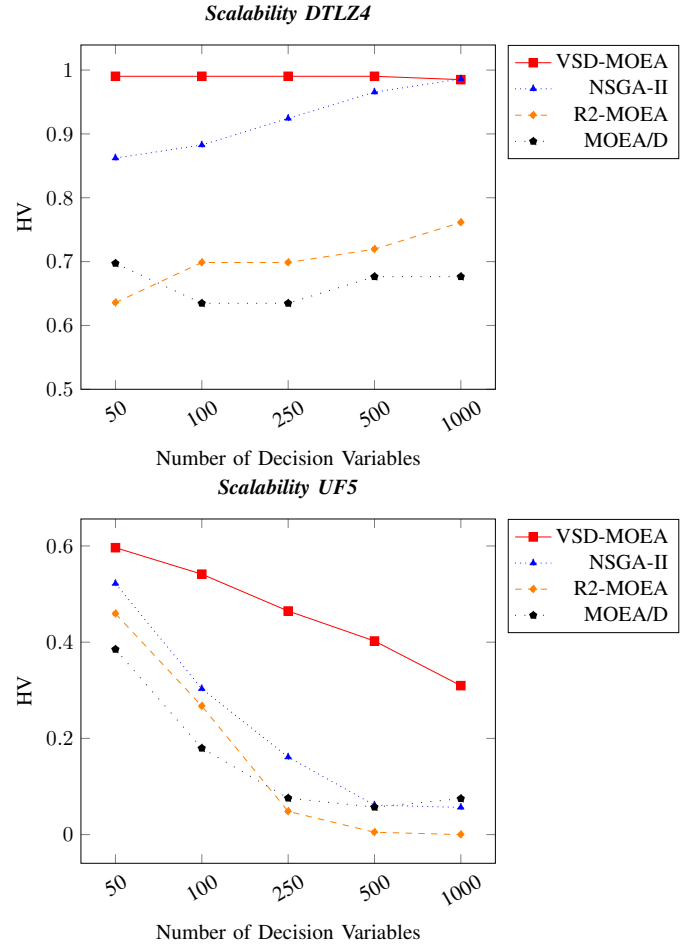 Scalability DTLZ4
1
0.9
0.8
0.7
0.6
0.5
HV
50 100 250 500 1000
Number of Decision Variables
VSD-MOEA
NSGA-II
R2-MOEA
MOEA/D
Scalability UF5
0.6
0.4
0.2
0
HV
50 100 250 500 1000
Number of Decision Variables
VSD-MOEA
NSGA-II
R2-MOEA
MOEA/D